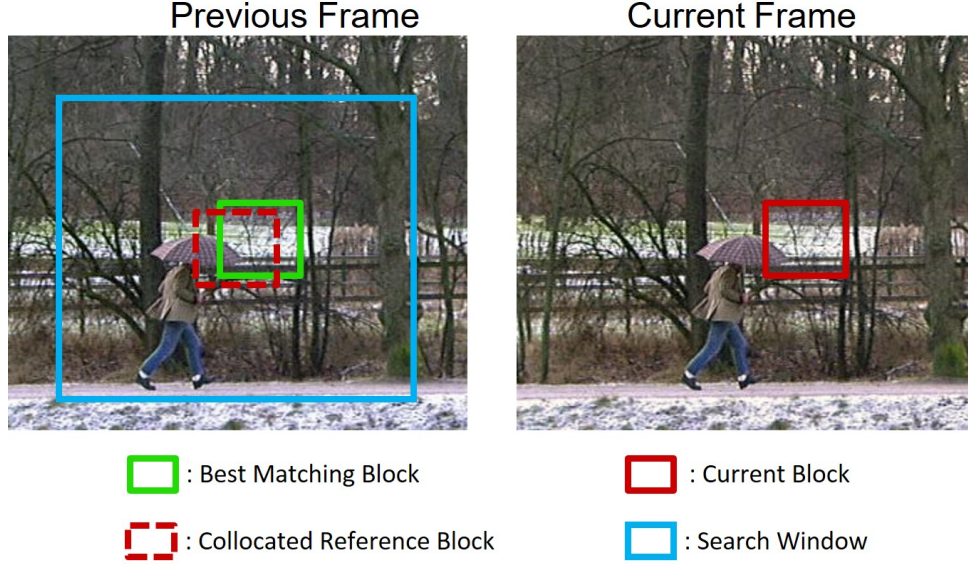 Previous Frame
Current Frame
: Best Matching Block
: Current Block
: Collocated Reference Block
: Search Window